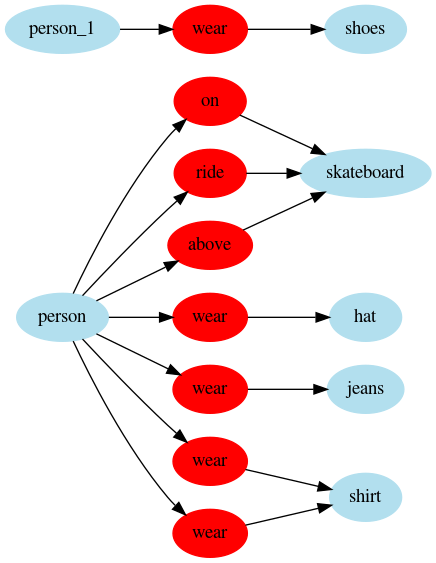 person_1 wear shoes
on
ride skateboard
above
person wear hat
wear jeans
wear
shirt
wear